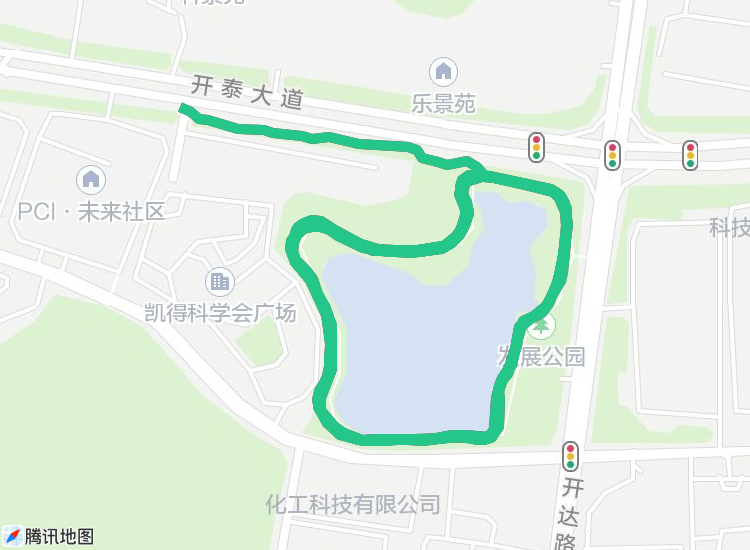 开泰大道
乐景苑
PCI·未来社区
科技
凯得科学会广场
发展公园
化工科技有限公司
开达路
腾讯地图